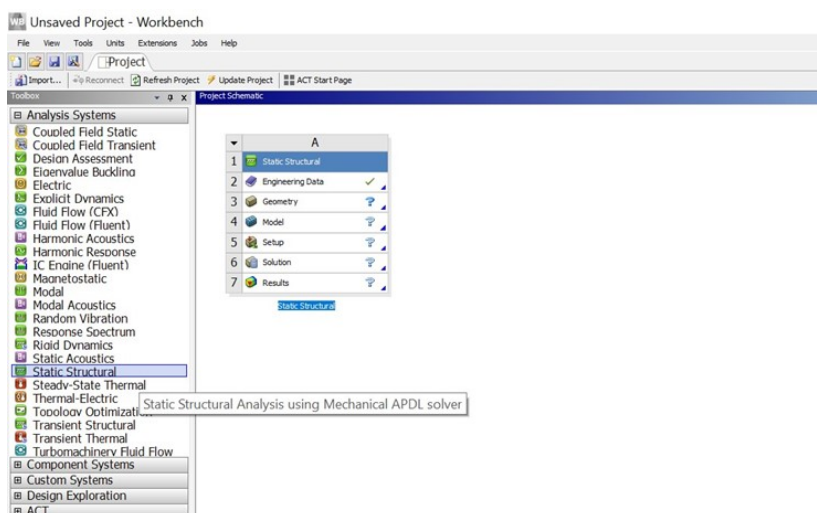 WB Unsaved Project - Workbench
File View Tools Units Extensions Jobs Help
Project
Import... Reconnect Refresh Project Update Project ACT Start Page
Toolbox
Project Schematic
Analysis Systems
Coupled Field Static
Coupled Field Transient
Design Assessment
Eigenvalue Buckling
Electric
Explicit Dynamics
Fluid Flow (CFX)
Fluid Flow (Fluent)
Harmonic Acoustics
Harmonic Response
IC Engine (Fluent)
Magnetostatic
Modal
Modal Acoustics
Random Vibration
Response Spectrum
Rigid Dynamics
Static Acoustics
Static Structural
Steady-State Thermal
Thermal-Electric
Topology Optimizati
Transient Structural
Transient Thermal
Turbomachinery Fluid Flow
Component Systems
Custom Systems
Design Exploration
ACT
A
1 Static Structural
2 Engineering Data
3 Geometry ?
4 Model ?
5 Setup ?
6 Solution ?
7 Results ?
Static Structural
Static Structural Analysis using Mechanical APDL solver